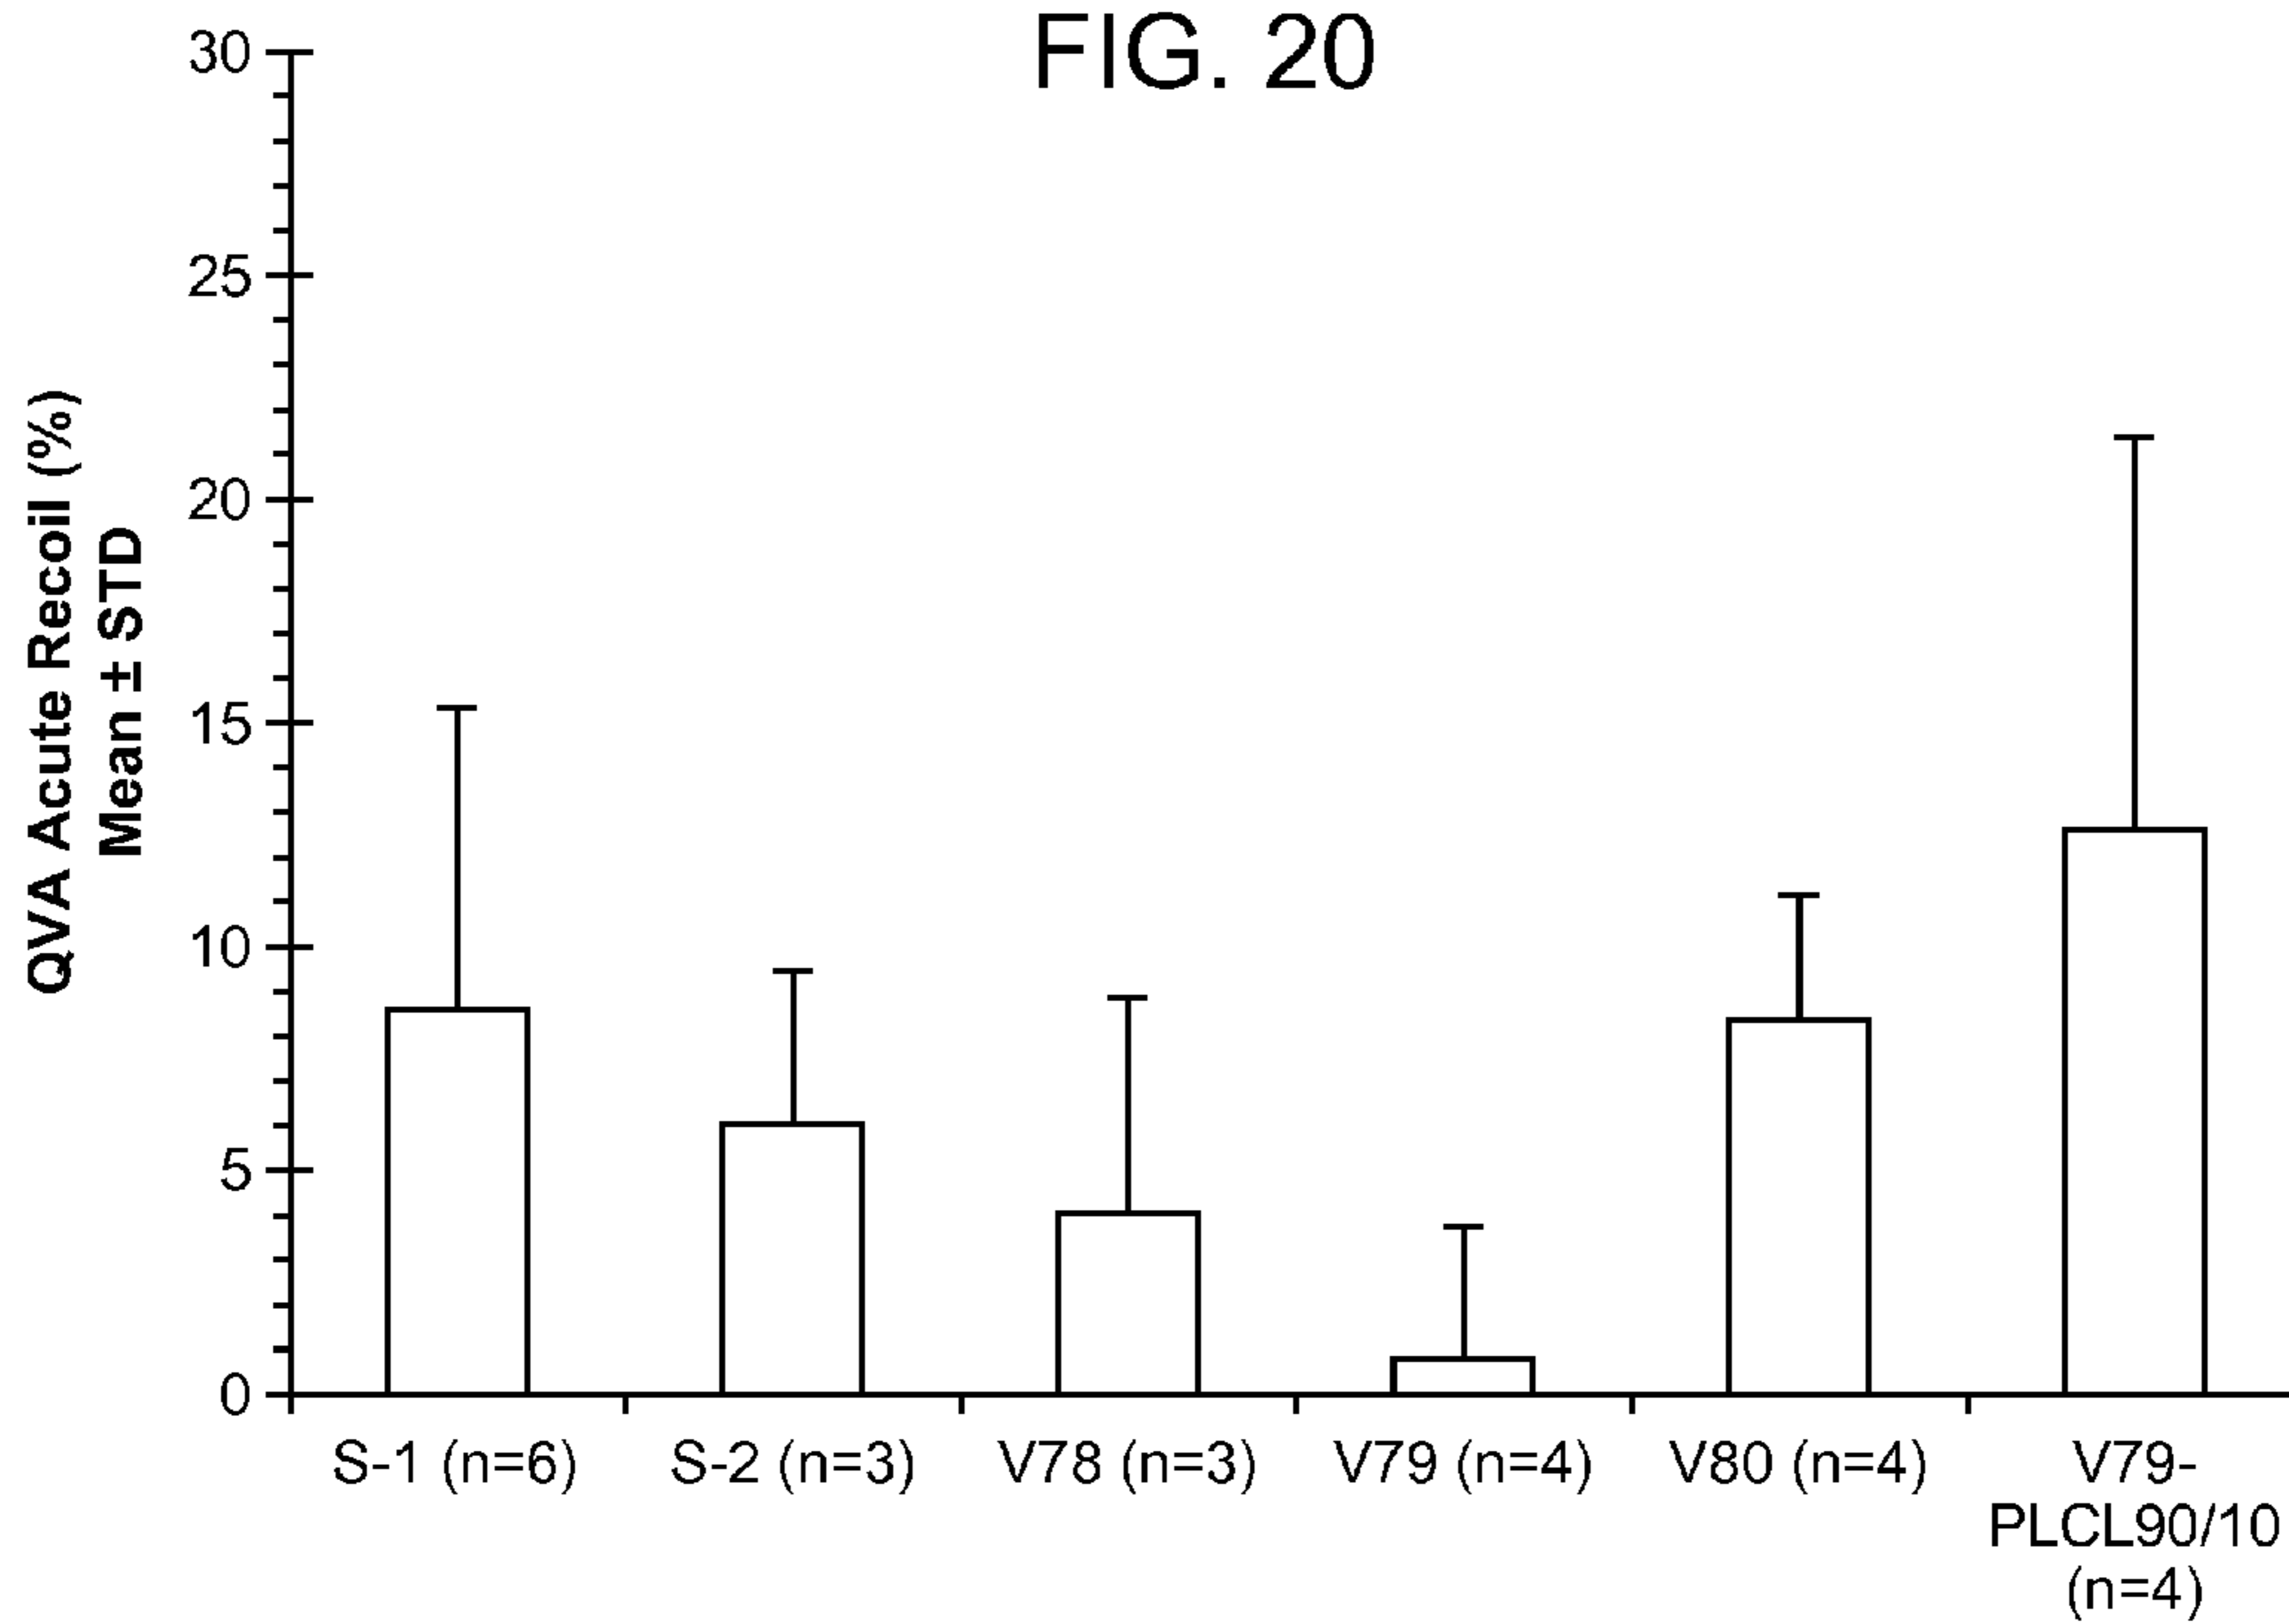 FIG. 20
QVA Acute Recoil (%)
Mean ± STD
30
25
20
15
10
5
0
S-1 (n=6)
S-2 (n=3)
V78 (n=3)
V79 (n=4)
V80 (n=4)
V79-
PLCL90/10
(n=4)